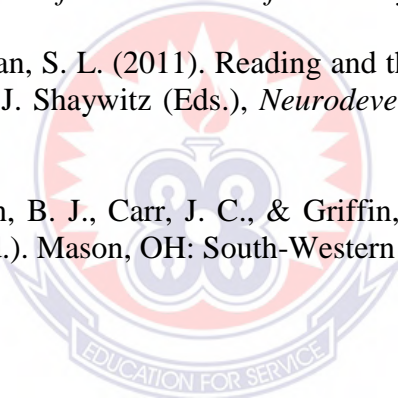 an, S. L. (2011). Reading and th
J. Shaywitz (Eds.), Neurodeve
, B. J., Carr, J. C., & Griffin,
.). Mason, OH: South-Western
EDUCATION FOR SERVICE